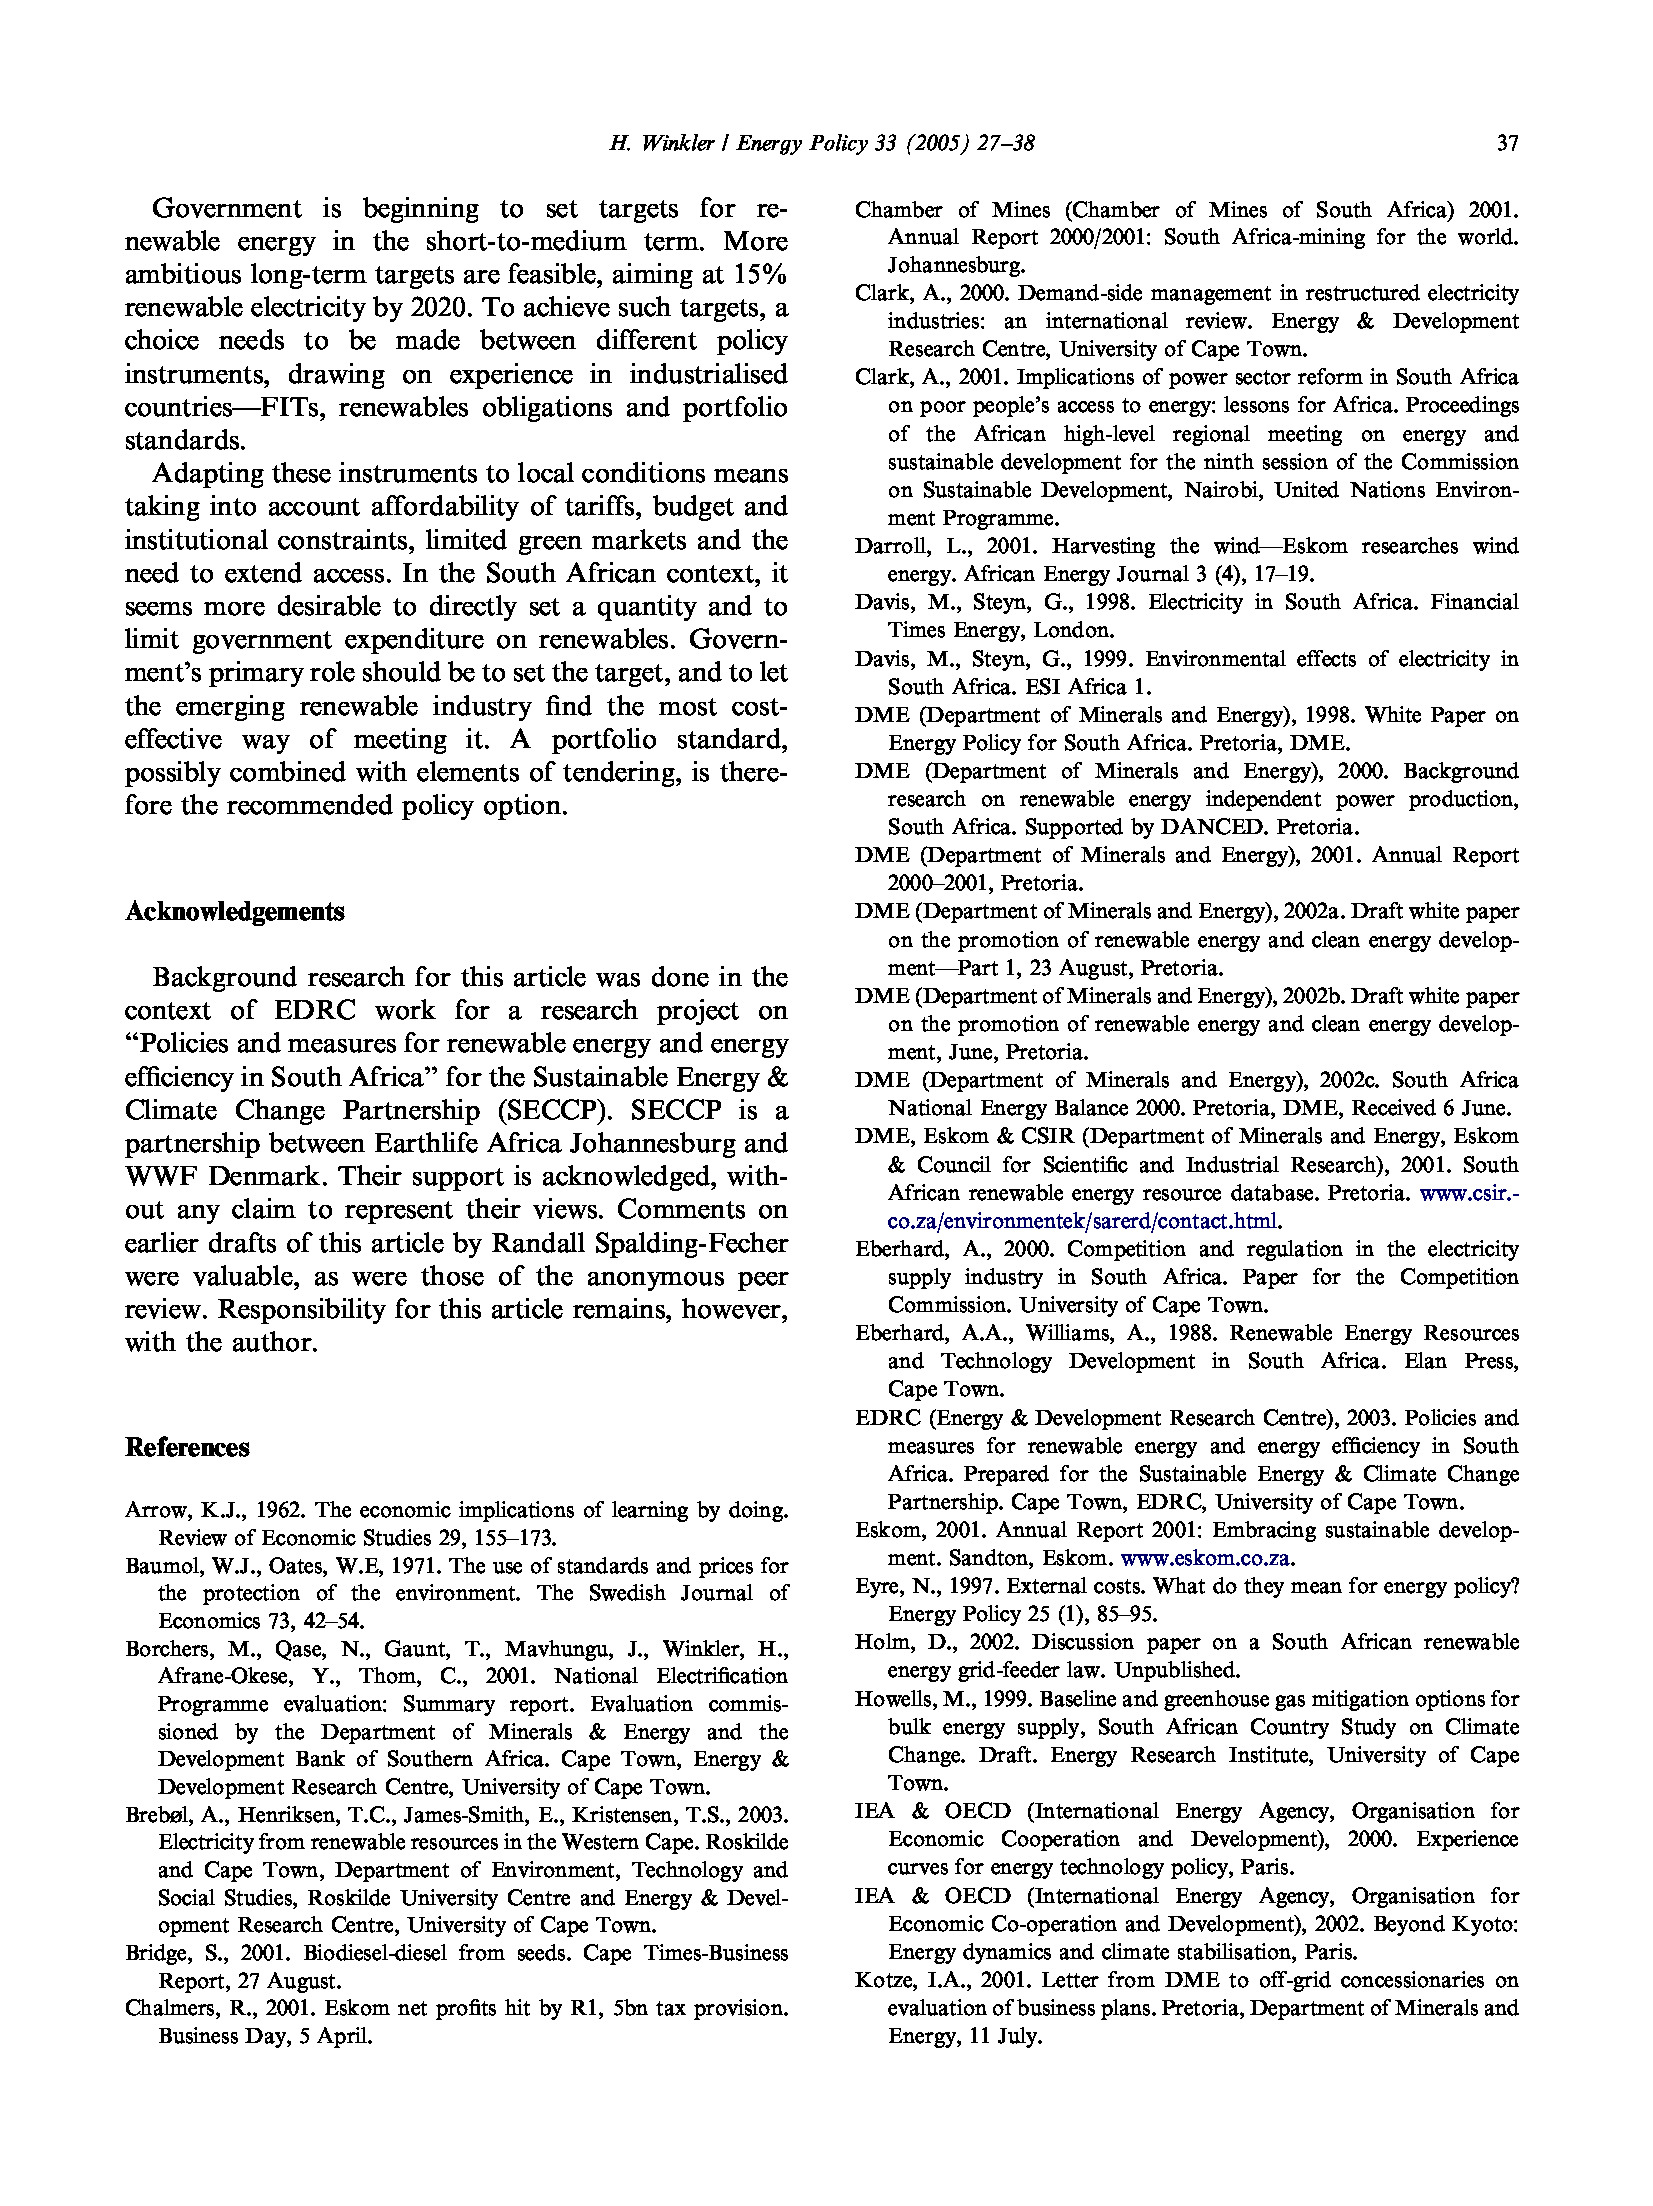 H. Winkler / Energy Policy 33 (2005) 27–38
37
Government is beginning to set targets for re-
newable energy in the short-to-medium term. More
ambitious long-term targets are feasible, aiming at 15%
renewable electricity by 2020. To achieve such targets, a
choice needs to be made between different policy
instruments, drawing on experience in industrialised
countries—FITs, renewables obligations and portfolio
standards.
Adapting these instruments to local conditions means
taking into account affordability of tariffs, budget and
institutional constraints, limited green markets and the
need to extend access. In the South African context, it
seems more desirable to directly set a quantity and to
limit government expenditure on renewables. Govern-
ment's primary role should be to set the target, and to let
the emerging renewable industry find the most cost-
effective way of meeting it. A portfolio standard,
possibly combined with elements of tendering, is there-
fore the recommended policy option.
Acknowledgements
Background research for this article was done in the
context of EDRC work for a research project on
“Policies and measures for renewable energy and energy
efficiency in South Africa” for the Sustainable Energy &
Climate Change Partnership (SECCP). SECCP is a
partnership between Earthlife Africa Johannesburg and
WWF Denmark. Their support is acknowledged, with-
out any claim to represent their views. Comments on
earlier drafts of this article by Randall Spalding-Fecher
were valuable, as were those of the anonymous peer
review. Responsibility for this article remains, however,
with the author.
References
Arrow, K.J., 1962. The economic implications of learning by doing.
Review of Economic Studies 29, 155–173.
Baumol, W.J., Oates, W.E, 1971. The use of standards and prices for
the protection of the environment. The Swedish Journal of
Economics 73, 42–54.
Borchers, M., Qase, N., Gaunt, T., Mavhungu, J., Winkler, H.,
Afrane-Okese, Y., Thom, C., 2001. National Electrification
Programme evaluation: Summary report. Evaluation commis-
sioned by the Department of Minerals & Energy and the
Development Bank of Southern Africa. Cape Town, Energy &
Development Research Centre, University of Cape Town.
Brebøl, A., Henriksen, T.C., James-Smith, E., Kristensen, T.S., 2003.
Electricity from renewable resources in the Western Cape. Roskilde
and Cape Town, Department of Environment, Technology and
Social Studies, Roskilde University Centre and Energy & Devel-
opment Research Centre, University of Cape Town.
Bridge, S., 2001. Biodiesel-diesel from seeds. Cape Times-Business
Report, 27 August.
Chalmers, R., 2001. Eskom net profits hit by R1, 5bn tax provision.
Business Day, 5 April.
Chamber of Mines (Chamber of Mines of South Africa) 2001.
Annual Report 2000/2001: South Africa-mining for the world.
Johannesburg.
Clark, A., 2000. Demand-side management in restructured electricity
industries: an international review. Energy & Development
Research Centre, University of Cape Town.
Clark, A., 2001. Implications of power sector reform in South Africa
on poor people's access to energy: lessons for Africa. Proceedings
of the African high-level regional meeting on energy and
sustainable development for the ninth session of the Commission
on Sustainable Development, Nairobi, United Nations Environ-
ment Programme.
Darroll, L., 2001. Harvesting the wind—Eskom researches wind
energy. African Energy Journal 3 (4), 17–19.
Davis, M., Steyn, G., 1998. Electricity in South Africa. Financial
Times Energy, London.
Davis, M., Steyn, G., 1999. Environmental effects of electricity in
South Africa. ESI Africa 1.
DME (Department of Minerals and Energy), 1998. White Paper on
Energy Policy for South Africa. Pretoria, DME.
DME (Department of Minerals and Energy), 2000. Background
research on renewable energy independent power production,
South Africa. Supported by DANCED. Pretoria.
DME (Department of Minerals and Energy), 2001. Annual Report
2000–2001, Pretoria.
DME (Department of Minerals and Energy), 2002a. Draft white paper
on the promotion of renewable energy and clean energy develop-
ment—Part 1, 23 August, Pretoria.
DME (Department of Minerals and Energy), 2002b. Draft white paper
on the promotion of renewable energy and clean energy develop-
ment, June, Pretoria.
DME (Department of Minerals and Energy), 2002c. South Africa
National Energy Balance 2000. Pretoria, DME, Received 6 June.
DME, Eskom & CSIR (Department of Minerals and Energy, Eskom
& Council for Scientific and Industrial Research), 2001. South
African renewable energy resource database. Pretoria. www.csir.-
co.za/environmentek/sarerd/contact.html.
Eberhard, A., 2000. Competition and regulation in the electricity
supply industry in South Africa. Paper for the Competition
Commission. University of Cape Town.
Eberhard, A.A., Williams, A., 1988. Renewable Energy Resources
and Technology Development in South Africa. Elan Press,
Cape Town.
EDRC (Energy & Development Research Centre), 2003. Policies and
measures for renewable energy and energy efficiency in South
Africa. Prepared for the Sustainable Energy & Climate Change
Partnership. Cape Town, EDRC, University of Cape Town.
Eskom, 2001. Annual Report 2001: Embracing sustainable develop-
ment. Sandton, Eskom. www.eskom.co.za.
Eyre, N., 1997. External costs. What do they mean for energy policy?
Energy Policy 25 (1), 85–95.
Holm, D., 2002. Discussion paper on a South African renewable
energy grid-feeder law. Unpublished.
Howells, M., 1999. Baseline and greenhouse gas mitigation options for
bulk energy supply, South African Country Study on Climate
Change. Draft. Energy Research Institute, University of Cape
Town.
IEA & OECD (International Energy Agency, Organisation for
Economic Cooperation and Development), 2000. Experience
curves for energy technology policy, Paris.
IEA & OECD (International Energy Agency, Organisation for
Economic Co-operation and Development), 2002. Beyond Kyoto:
Energy dynamics and climate stabilisation, Paris.
Kotze, I.A., 2001. Letter from DME to off-grid concessionaries on
evaluation of business plans. Pretoria, Department of Minerals and
Energy, 11 July.